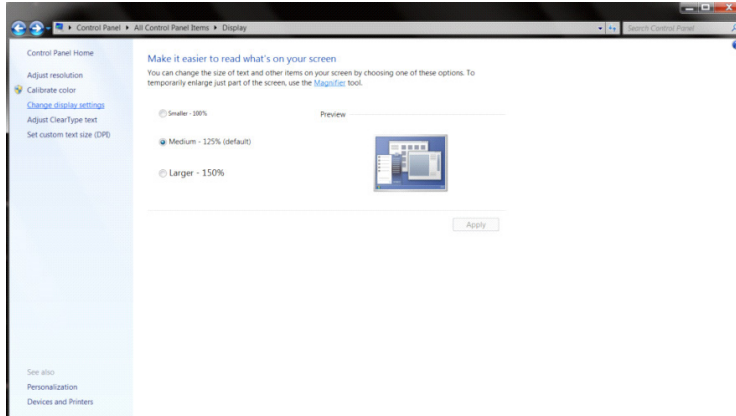 Control Panel ▸ All Control Panel Items ▸ Display
Search Control Panel
Control Panel Home
Adjust resolution
Calibrate color
Change display settings
Adjust ClearType text
Set custom text size (DPI)
Make it easier to read what's on your screen
You can change the size of text and other items on your screen by choosing one of these options. To
temporarily enlarge just part of the screen, use the Magnifier tool.
Smaller - 100%
Preview
Medium - 125% (default)
Larger - 150%
Apply
See also
Personalization
Devices and Printers